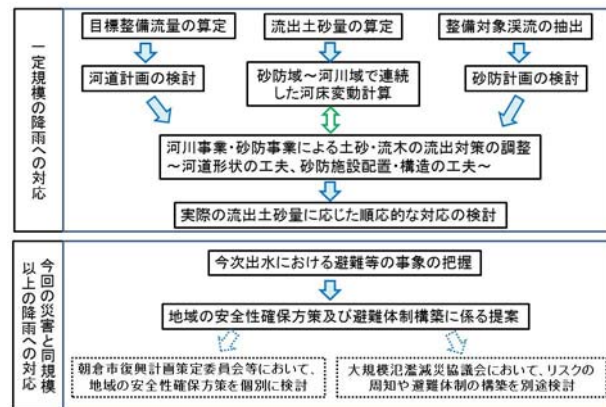 一定規模の降雨への対応
目標整備流量の算定
流出土砂量の算定
整備対象渓流の抽出
河道計画の検討
砂防域～河川域で連続
した河床変動計算
砂防計画の検討
河川事業・砂防事業による土砂・流木の流出対策の調整
～河道形状の工夫、砂防施設配置・構造の工夫～
実際の流出土砂量に応じた順応的な対応の検討
今回の災害と同規模
以上の降雨への対応
今次出水における避難等の事象の把握
地域の安全性確保方策及び避難体制構築に係る提案
朝倉市復興計画策定委員会等において、
地域の安全性確保方策を個別に検討
大規模氾濫減災協議会において、リスクの
周知や避難体制の構築を別途検討